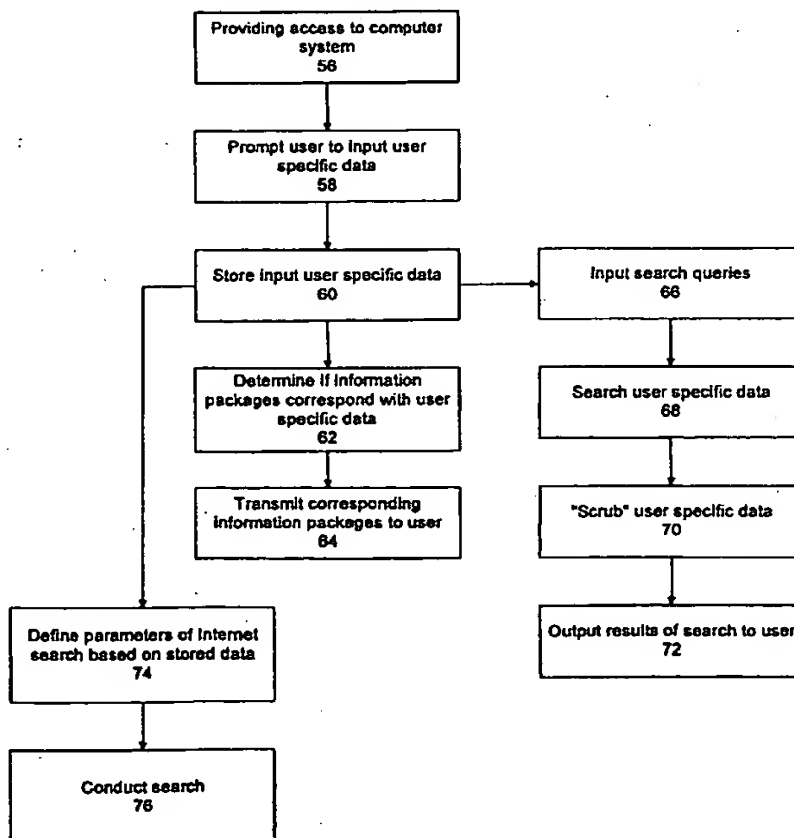 Providing access to computer
system
56
Prompt user to input user
specific data
58
Store input user specific data
60
Input search queries
66
Determine if information
packages correspond with user
specific data
62
Search user specific data
68
Transmit corresponding
information packages to user
64
"Scrub" user specific data
70
Define parameters of Internet
search based on stored data
74
Output results of search to user
72
Conduct search
76